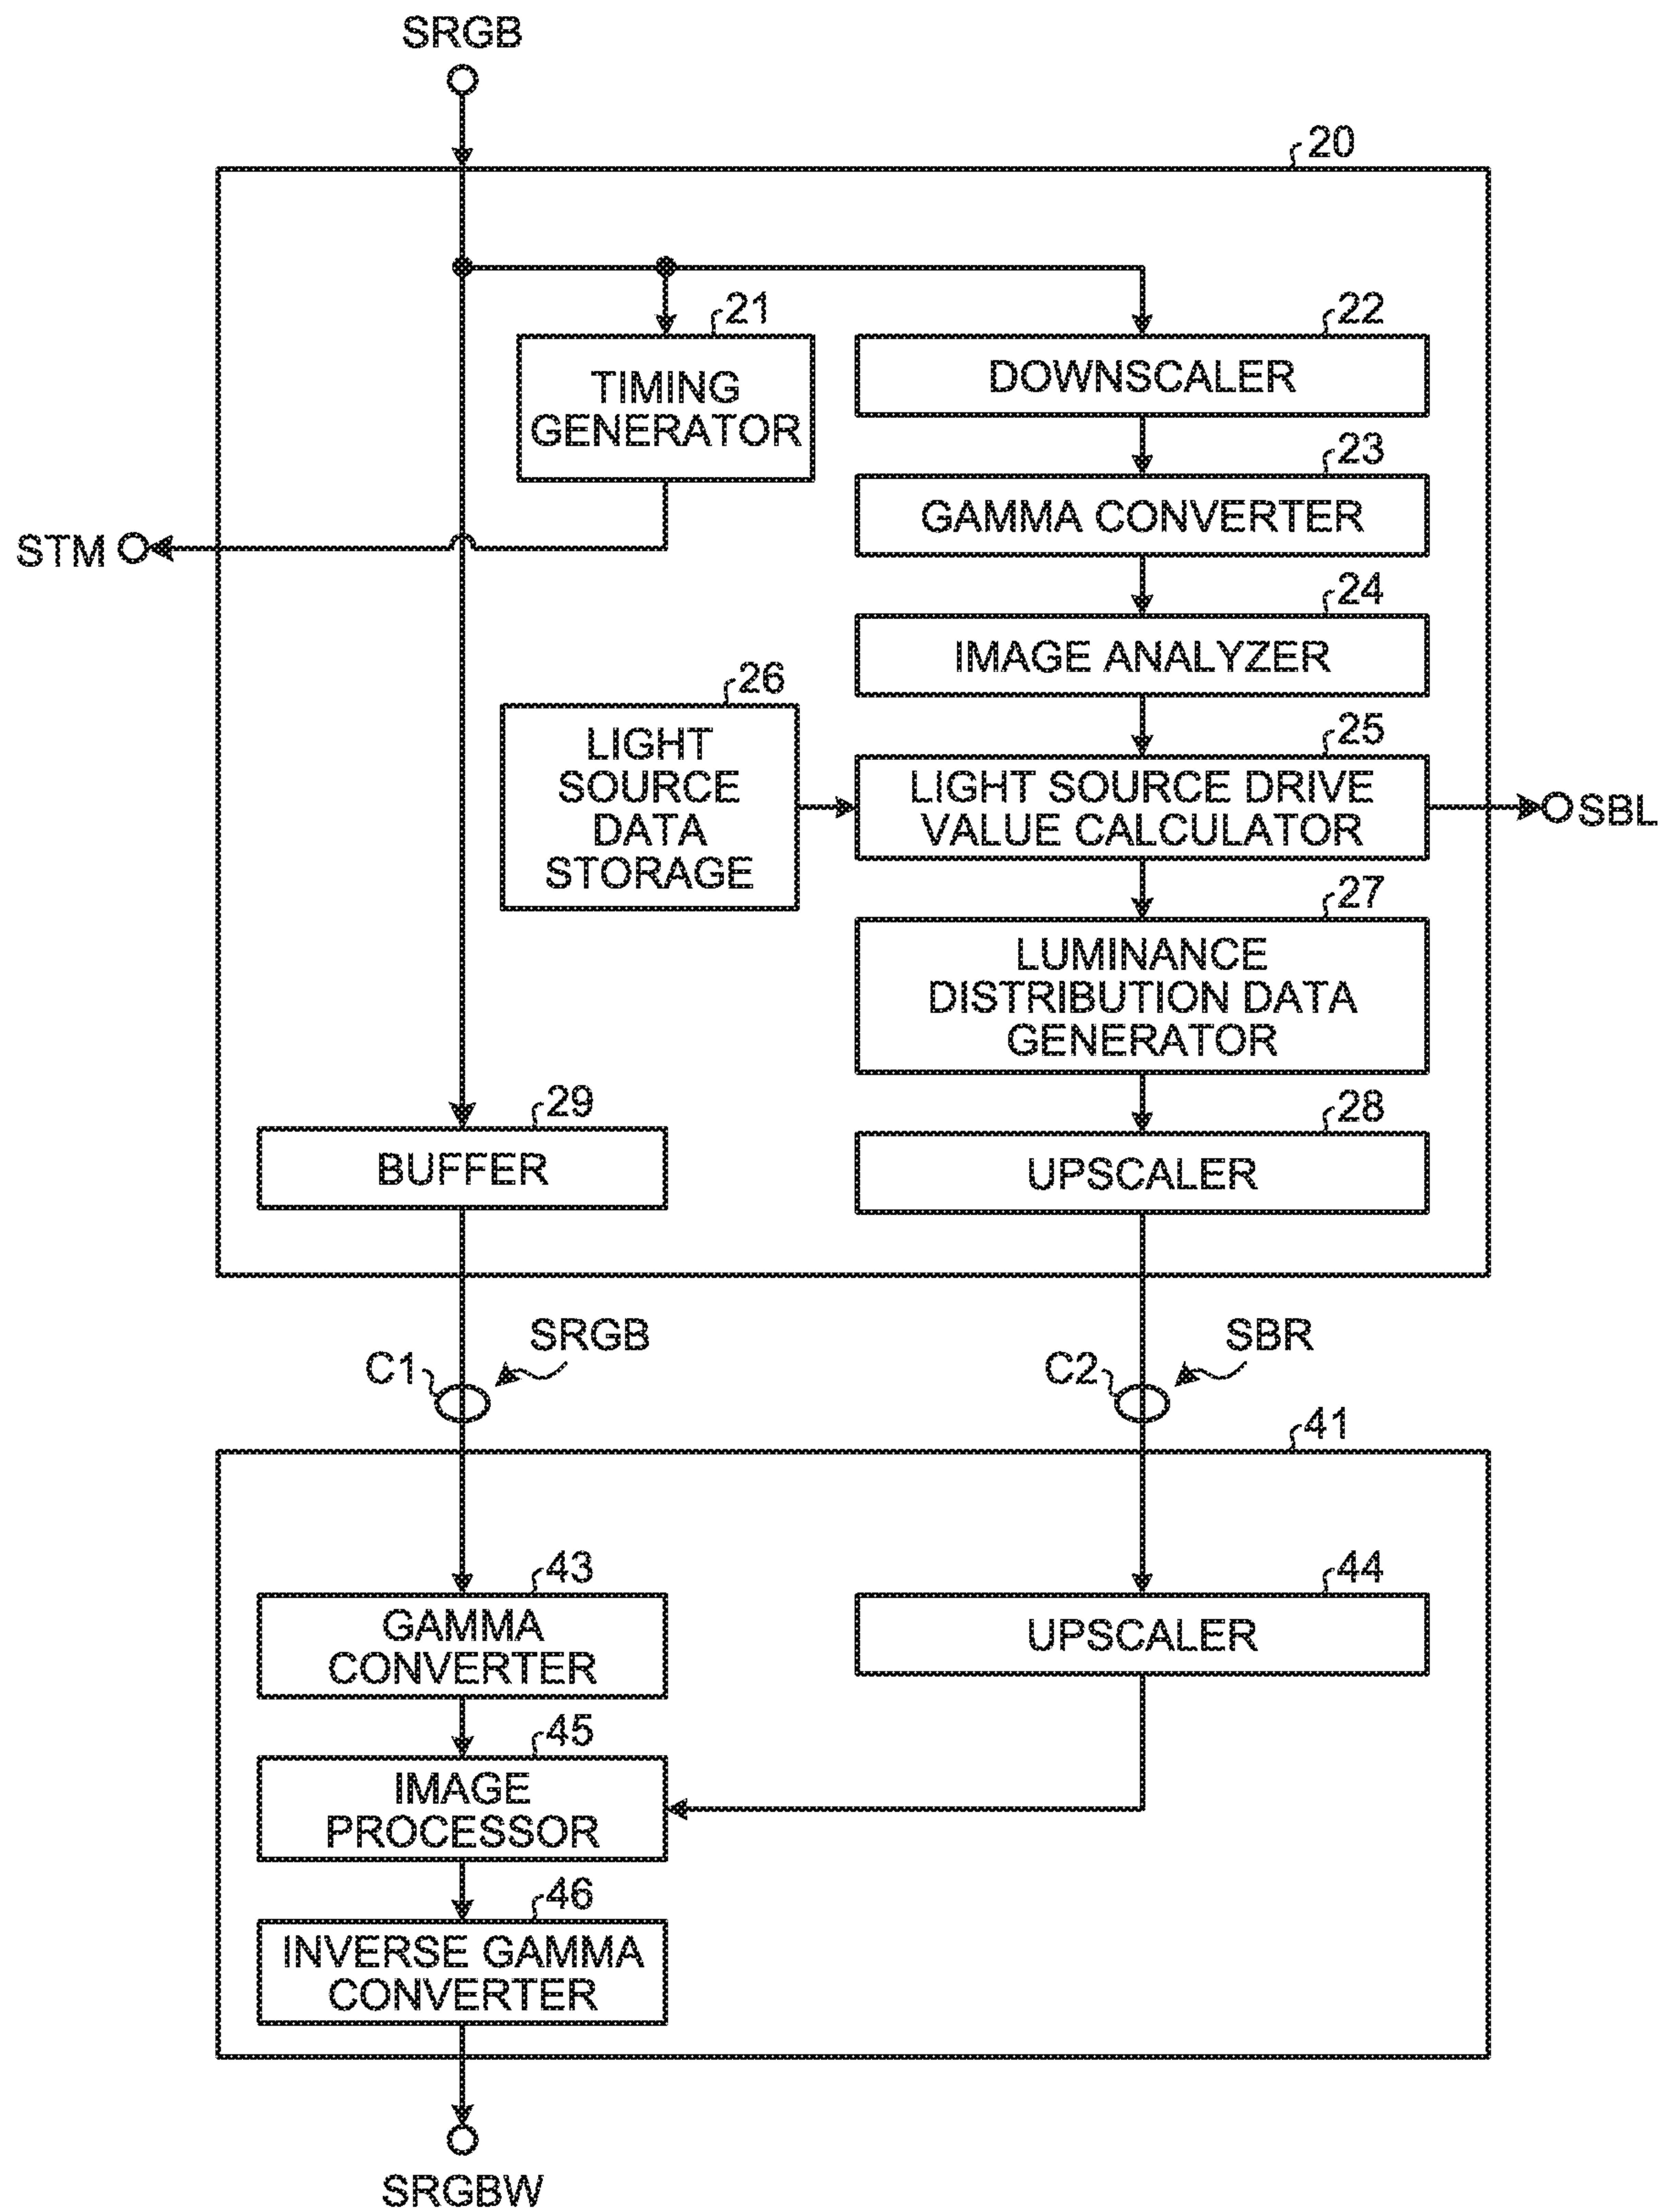 SRGB
20
21
22
TIMING
GENERATOR
DOWNSCALER
23
GAMMA CONVERTER
STM
24
IMAGE ANALYZER
26
LIGHT
SOURCE
DATA
STORAGE
25
LIGHT SOURCE DRIVE
VALUE CALCULATOR
SBL
27
LUMINANCE
DISTRIBUTION DATA
GENERATOR
29
BUFFER
28
UPSCALER
C1
SRGB
C2
SBR
41
43
GAMMA
CONVERTER
44
UPSCALER
45
IMAGE
PROCESSOR
46
INVERSE GAMMA
CONVERTER
SRGBW